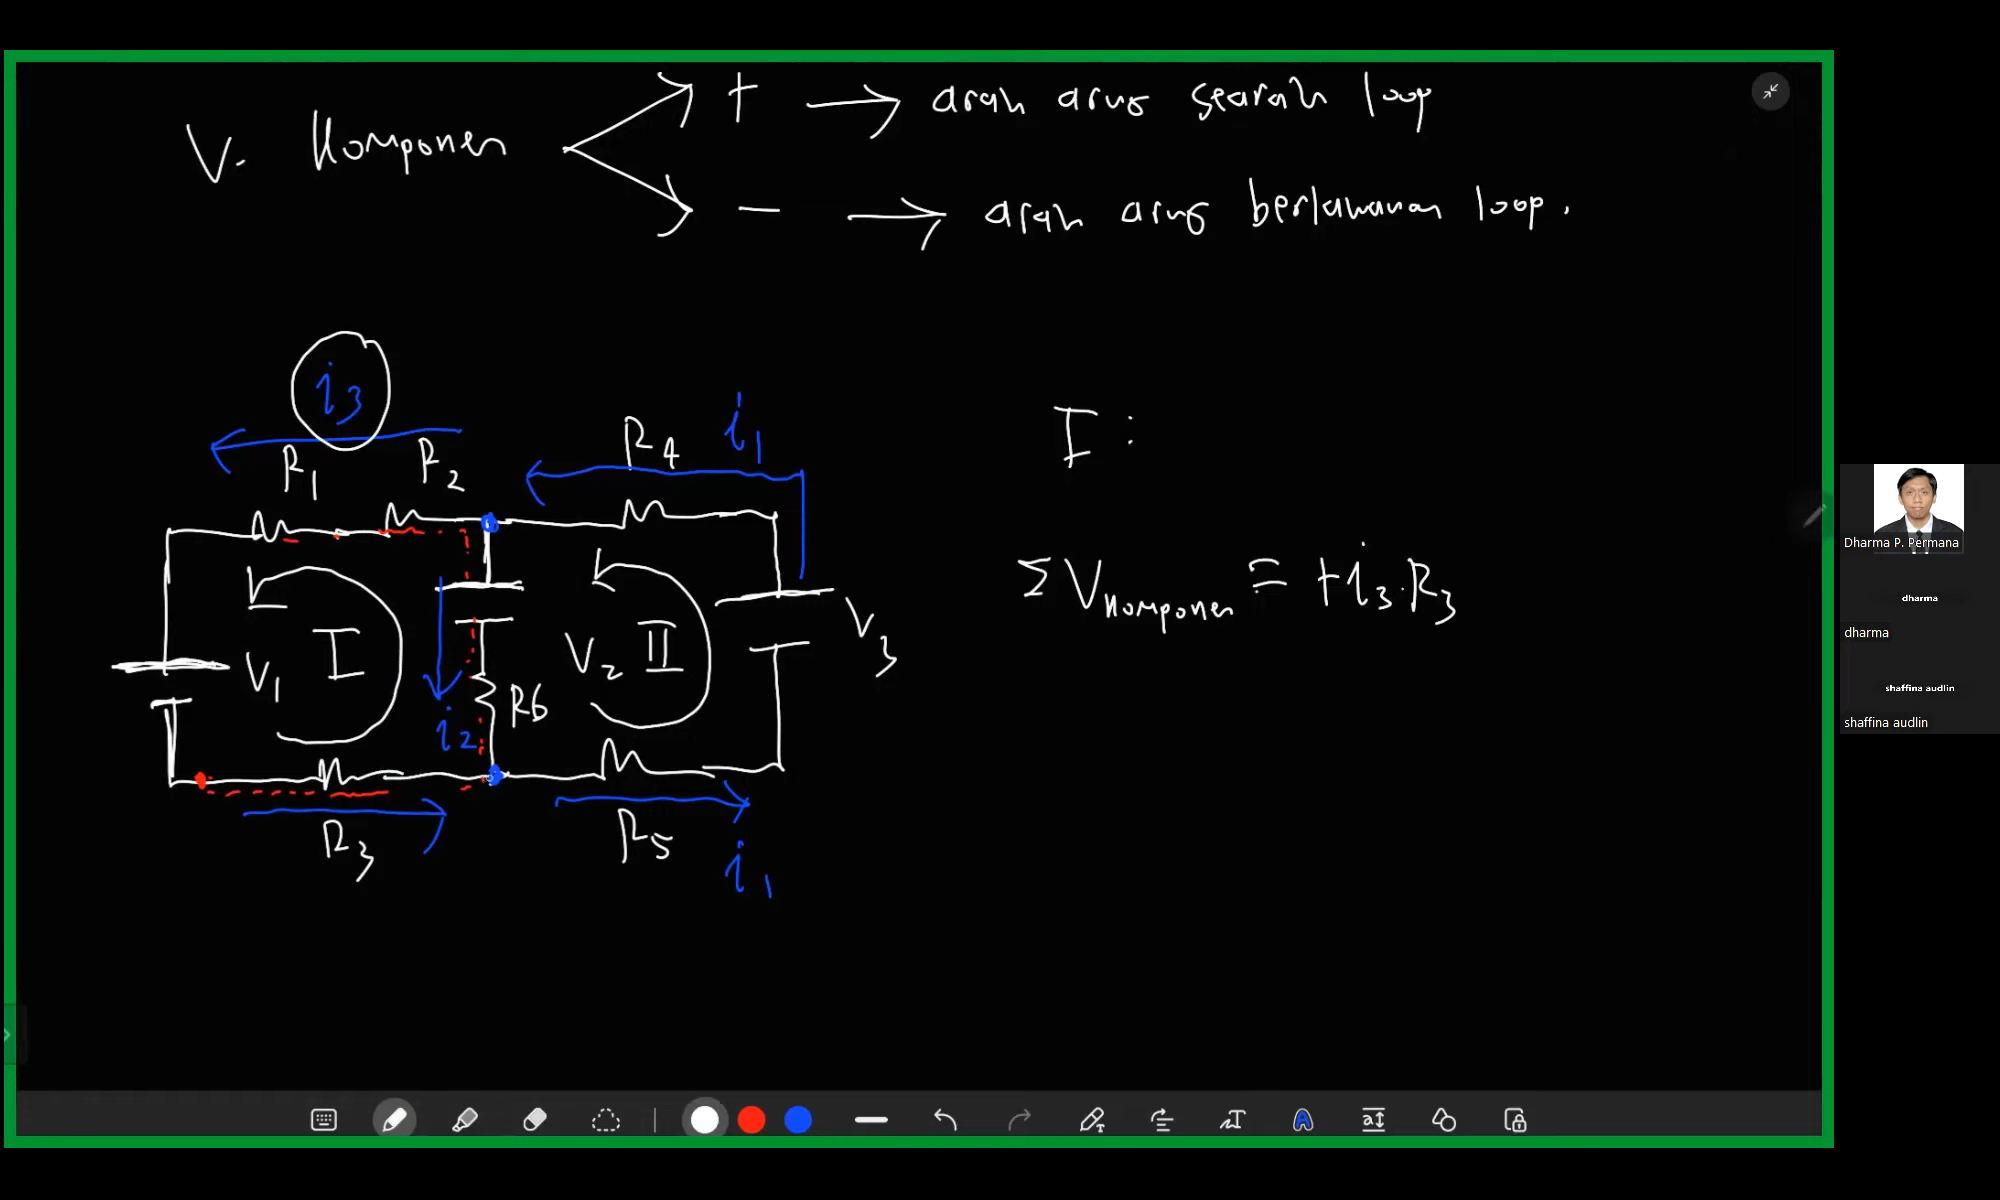 V. Komponen
+ → arah arus searah loop
- → arah arus berlawanan loop.
i3
R1
R2
R4
i1
V1
I
i2
R6
V2
II
V3
R3
R5
i1
I :
Σ V Komponen = +i3.R3
Dharma P. Permana
dharma
dharma
shaffina audlin
shaffina audlin